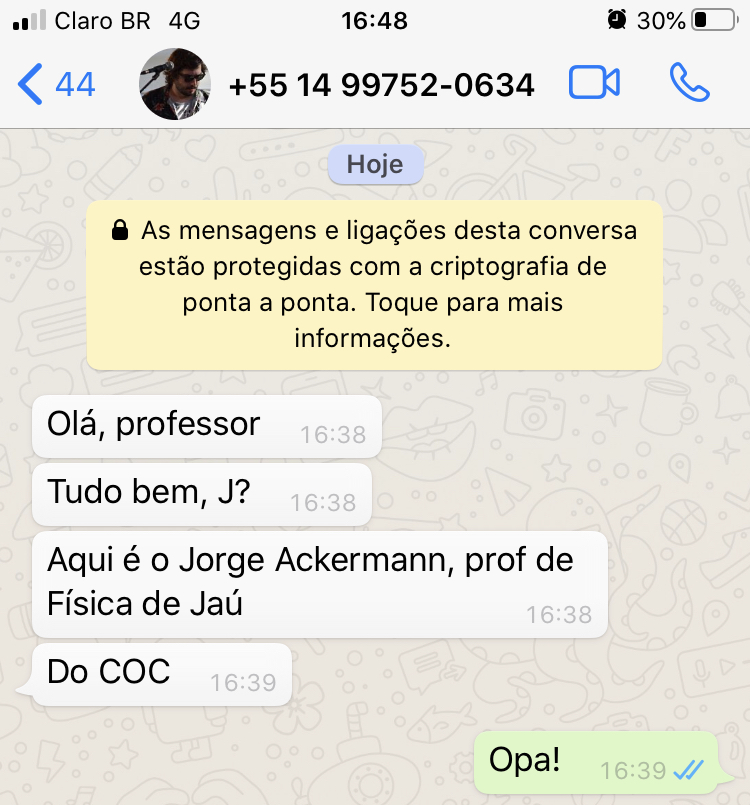 Claro BR 4G 16:48 30%
44 +55 14 99752-0634
Hoje
As mensagens e ligações desta conversa
estão protegidas com a criptografia de
ponta a ponta. Toque para mais
informações.
Olá, professor 16:38
Tudo bem, J? 16:38
Aqui é o Jorge Ackermann, prof de
Física de Jaú 16:38
Do COC 16:39
Opa! 16:39